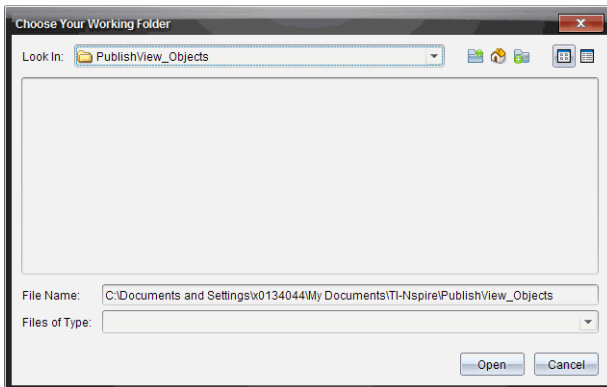 Choose Your Working Folder
Look In: PublishView_Objects
File Name: C:\Documents and Settings\x0134044\My Documents\TI-Nspire\PublishView_Objects
Files of Type:
Open Cancel